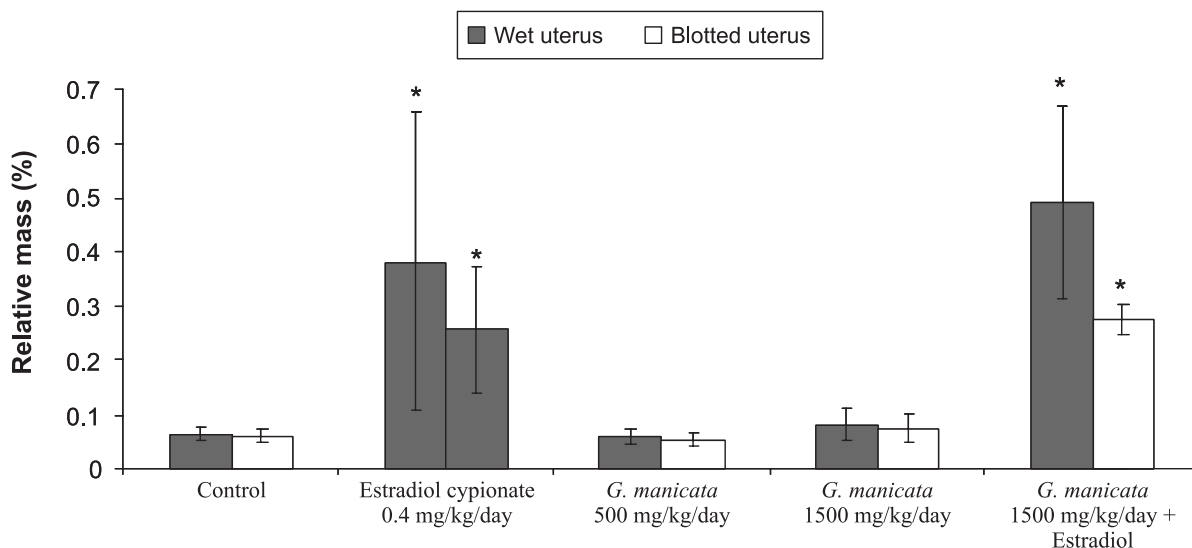 Wet uterus Blotted uterus
Relative mass (%)
0.7
0.6
0.5
0.4
0.3
0.2
0.1
0
* * * *
Control
Estradiol cypionate
0.4 mg/kg/day
G. manicata
500 mg/kg/day
G. manicata
1500 mg/kg/day
G. manicata
1500 mg/kg/day +
Estradiol